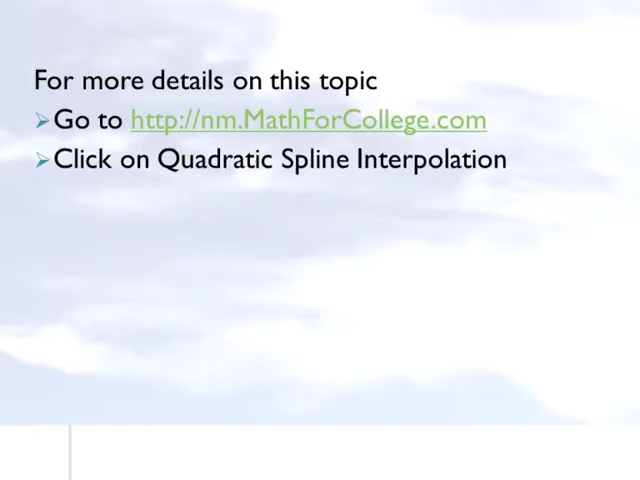 For more details on this topic
➢Go to http://nm.MathForCollege.com
➢Click on Quadratic Spline Interpolation